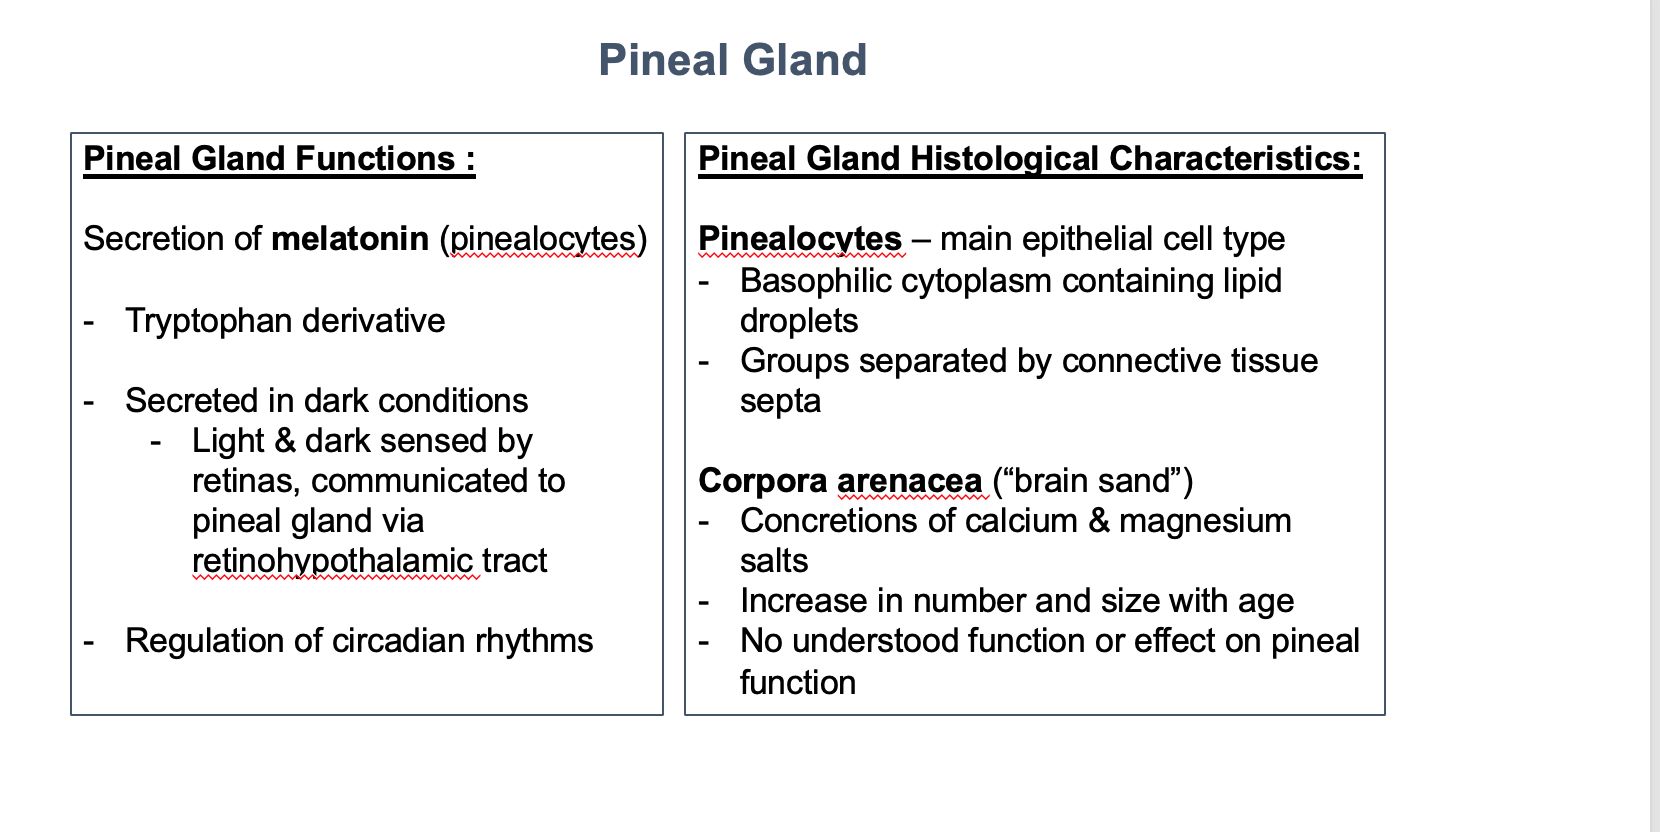 Pineal Gland
Pineal Gland Functions :
Secretion of melatonin (pinealocytes)
- Tryptophan derivative
- Secreted in dark conditions
- Light & dark sensed by
retinas, communicated to
pineal gland via
retinohypothalamic tract
- Regulation of circadian rhythms
Pineal Gland Histological Characteristics:
Pinealocytes – main epithelial cell type
- Basophilic cytoplasm containing lipid
droplets
- Groups separated by connective tissue
septa
Corpora arenacea (“brain sand”)
- Concretions of calcium & magnesium
salts
- Increase in number and size with age
- No understood function or effect on pineal
function